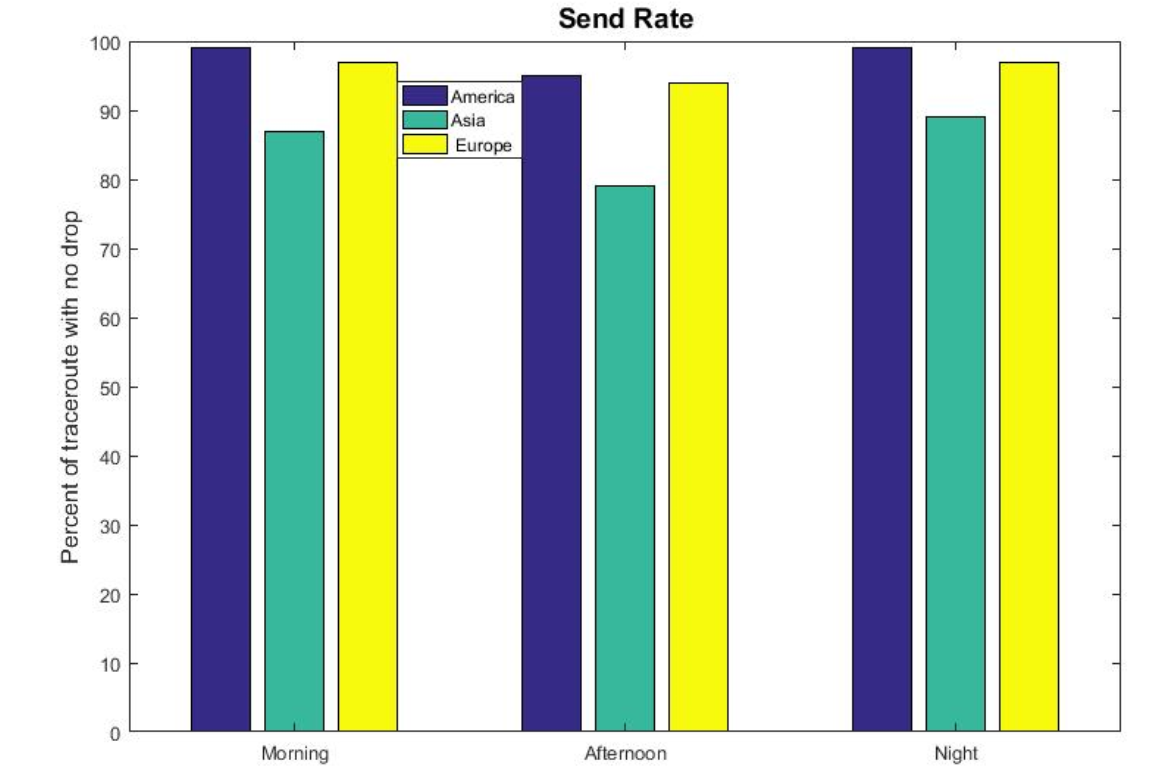 Send Rate
Percent of traceroute with no drop
100
90
80
70
60
50
40
30
20
10
0
America
Asia
Europe
Morning
Afternoon
Night